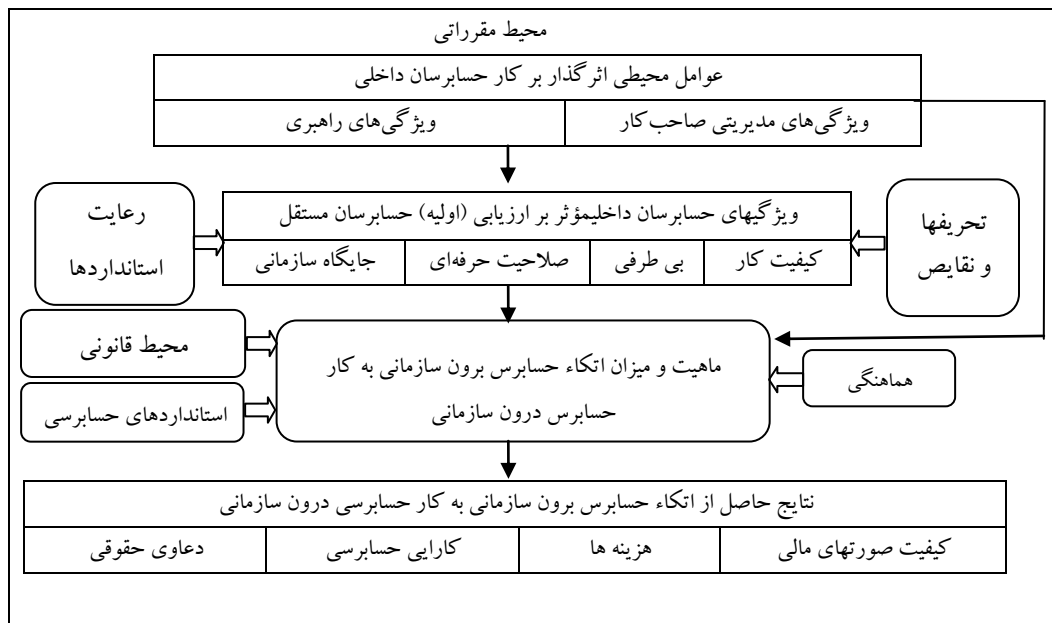 محیط مقرراتی
عوامل محیطی اثرگذار بر کار حسابرسان داخلی
ویژگی‌های مدیریتی صاحب‌کار
ویژگی‌های راهبری
تحریفها
و نقایص
ویژگیهای حسابرسان داخلیمؤثر بر ارزیابی (اولیه) حسابرسان مستقل
کیفیت کار
بی طرفی
صلاحیت حرفه‌ای
جایگاه سازمانی
رعایت
استانداردها
ماهیت و میزان اتکاء حسابرس برون سازمانی به کار
حسابرس درون سازمانی
هماهنگی
محیط قانونی
استانداردهای حسابرسی
نتایج حاصل از اتکاء حسابرس برون سازمانی به کار حسابرسی درون سازمانی
کیفیت صورتهای مالی
هزینه ها
کارایی حسابرسی
دعاوی حقوقی